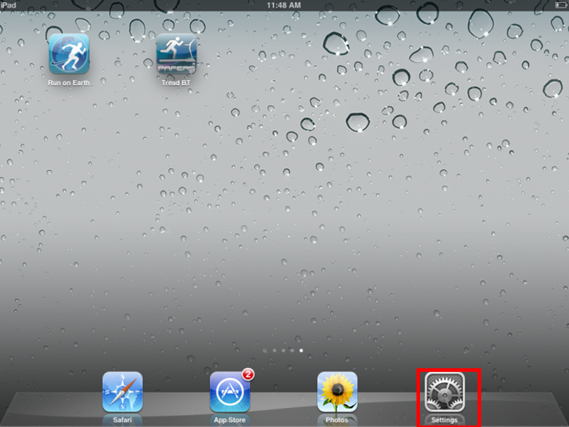 iPad 11:48 AM
Run on Earth Tread BT
2
Safari App Store Photos Settings